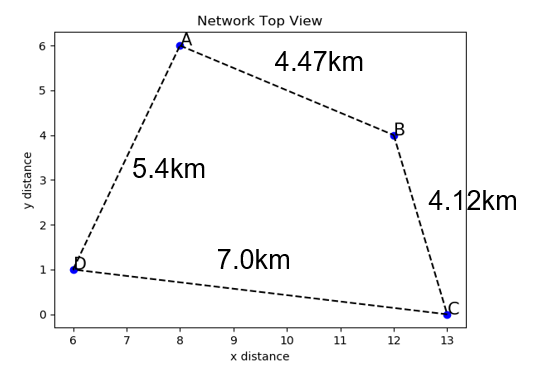 Network Top View
A
4.47km
B
5.4km
4.12km
7.0km
D
C
y distance
6
5
4
3
2
1
0
6 7 8 9 10 11 12 13
x distance